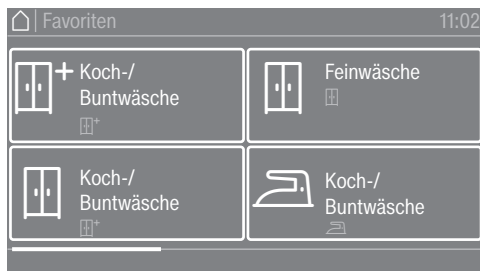 Favoriten 11:02
Koch-/
Buntwäsche
Feinwäsche
Koch-/
Buntwäsche
Koch-/
Buntwäsche